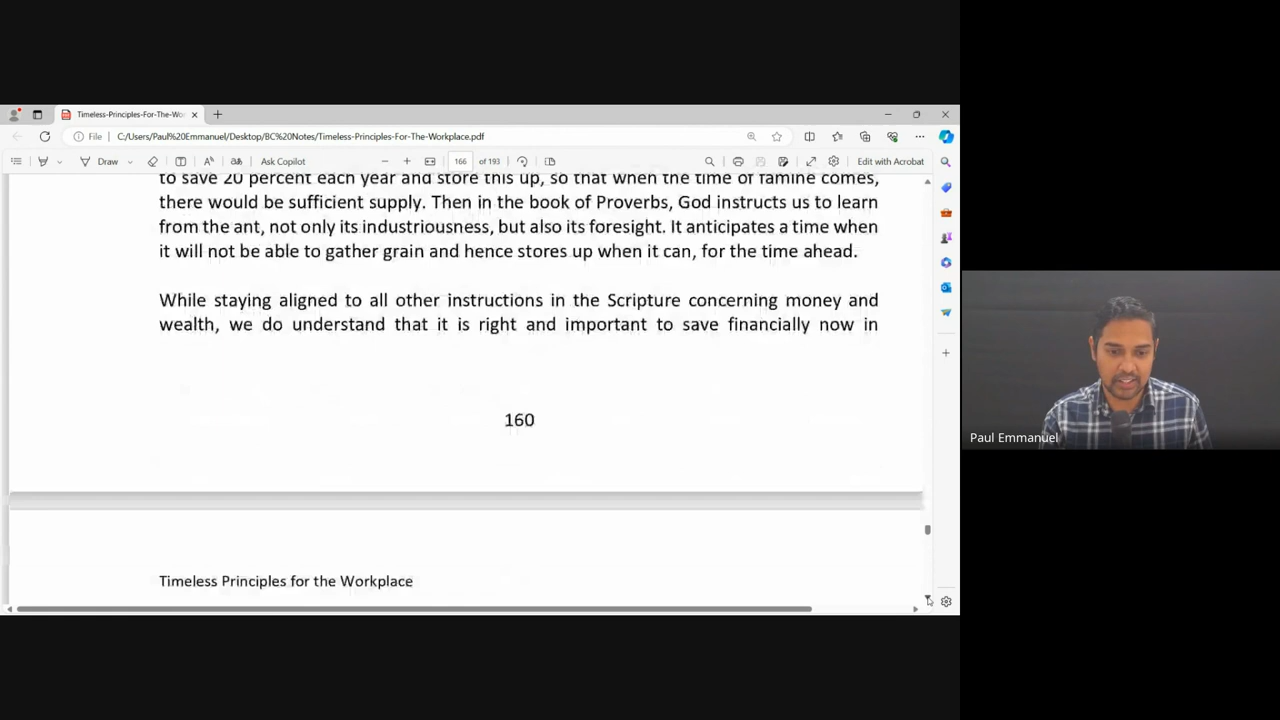 Timeless-Principles-For-The-Wo
File
C:/Users/Paul%20Emmanuel/Desktop/BC%20Notes/Timeless-Principles-For-The-Workplace.pdf
Draw
Ask Copilot
166 of 193
Edit with Acrobat
to save 20 percent each year and store this up, so that when the time of famine comes,
there would be sufficient supply. Then in the book of Proverbs, God instructs us to learn
from the ant, not only its industriousness, but also its foresight. It anticipates a time when
it will not be able to gather grain and hence stores up when it can, for the time ahead.
While staying aligned to all other instructions in the Scripture concerning money and
wealth, we do understand that it is right and important to save financially now in
160
Timeless Principles for the Workplace
Paul Emmanuel